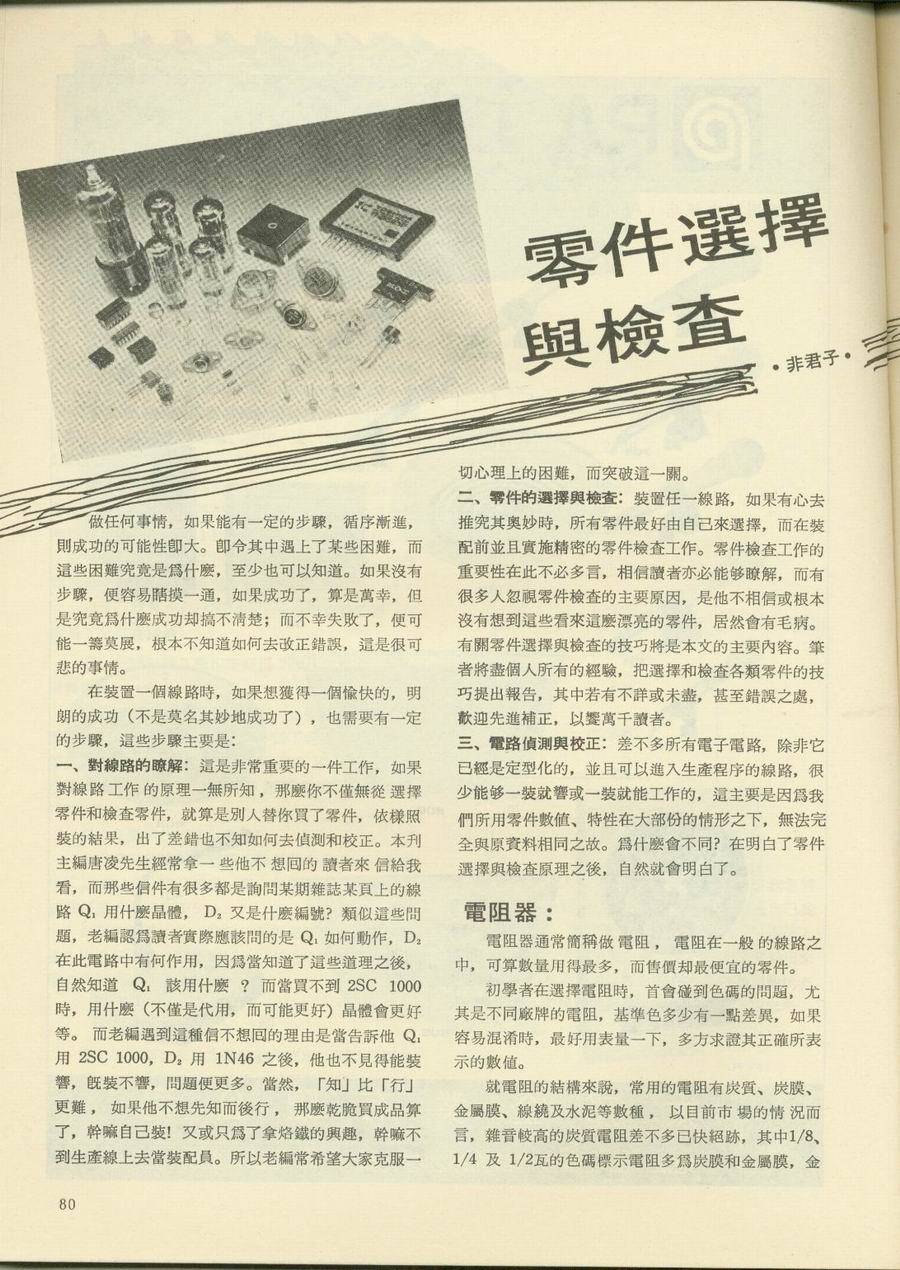 零件選擇
與檢查
•非君子•
做任何事情，如果能有一定的步驟，循序漸進，
則成功的可能性卽大。卽令其中遇上了某些困難，而
這些困難究竟是爲什麽，至少也可以知道。如果沒有
步驟，便容易瞎摸一通，如果成功了，算是萬幸，但
是究竟爲什麽成功却搞不淸楚；而不幸失敗了，便可
能一籌莫展，根本不知道如何去改正錯誤，這是很可
悲的事情。
在裝置一個線路時，如果想獲得一個愉快的，明
朗的成功（不是莫名其妙地成功了），也需要有一定
的步驟，這些步驟主要是：
一、對線路的瞭解：這是非常重要的一件工作，如果
對線路工作的原理一無所知，那麽你不僅無從選擇
零件和檢查零件，就算是別人替你買了零件，依樣照
裝的結果，出了差錯也不知如何去偵測和校正。本刋
主編唐凌先生經常拿一些他不想囘的讀者來信給我
看，而那些信件有很多都是詢問某期雜誌某頁上的線
路 Q₁ 用什麽晶體， D₂ 又是什麽編號？類似這些問
題，老編認爲讀者實際應該問的是 Q₁ 如何動作，D₂
在此電路中有何作用，因爲當知道了這些道理之後，
自然知道 Q₁ 該用什麽 ？而當買不到 2SC 1000
時，用什麽（不僅是代用，而可能更好）晶體會更好
等。 而老編遇到這種信不想囘的理由是當告訴他 Q₁
用 2SC 1000，D₂ 用 1N46 之後，他也不見得能裝
響，旣裝不響，問題便更多。當然，「知」比「行」
更難， 如果他不想先知而後行， 那麽乾脆買成品算
了，幹嘛自己裝！又或只爲了拿烙鐵的興趣，幹嘛不
到生產線上去當裝配員。所以老編常希望大家克服一
切心理上的困難，而突破這一關。
二、零件的選擇與檢查：裝置任一線路，如果有心去
推究其奧妙時，所有零件最好由自己來選擇，而在裝
配前並且實施精密的零件檢查工作。零件檢查工作的
重要性在此不必多言，相信讀者亦必能够瞭解，而有
很多人忽視零件檢查的主要原因，是他不相信或根本
沒有想到這些看來這麽漂亮的零件，居然會有毛病。
有關零件選擇與檢查的技巧將是本文的主要內容。筆
者將盡個人所有的經驗，把選擇和檢查各類零件的技
巧提出報告，其中若有不詳或未盡，甚至錯誤之處，
歡迎先進補正，以饗萬千讀者。
三、電路偵測與校正：差不多所有電子電路，除非它
已經是定型化的，並且可以進入生產程序的線路，很
少能够一裝就響或一裝就能工作的，這主要是因爲我
們所用零件數値、特性在大部份的情形之下，無法完
全與原資料相同之故。爲什麽會不同？在明白了零件
選擇與檢查原理之後，自然就會明白了。
電阻器：
電阻器通常簡稱做電阻， 電阻在一般的線路之
中，可算數量用得最多，而售價却最便宜的零件。
初學者在選擇電阻時，首會碰到色碼的問題，尤
其是不同廠牌的電阻，基準色多少有一點差異，如果
容易混淆時，最好用表量一下，多方求證其正確所表
示的數値。
就電阻的結構來說，常用的電阻有炭質、炭膜、
金屬膜、線繞及水泥等數種， 以目前市場的情況而
言，雜音較高的炭質電阻差不多已快絕跡，其中1/8、
1/4 及 1/2瓦的色碼標示電阻多爲炭膜和金屬膜，金
80